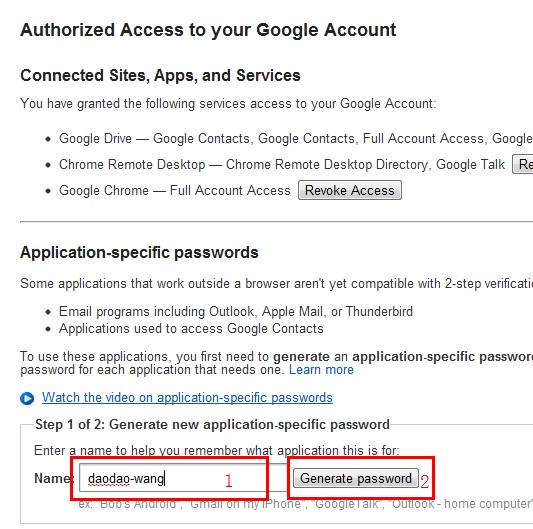 Authorized Access to your Google Account
Connected Sites, Apps, and Services
You have granted the following services access to your Google Account:
• Google Drive — Google Contacts, Google Contacts, Full Account Access, Google
• Chrome Remote Desktop — Chrome Remote Desktop Directory, Google Talk Re
• Google Chrome — Full Account Access Revoke Access
Application-specific passwords
Some applications that work outside a browser aren't yet compatible with 2-step verificati
• Email programs including Outlook, Apple Mail, or Thunderbird
• Applications used to access Google Contacts
To use these applications, you first need to generate an application-specific password
password for each application that needs one. Learn more
Watch the video on application-specific passwords
Step 1 of 2: Generate new application-specific password
Enter a name to help you remember what application this is for:
Name: daodao-wang 1 Generate password 2
ex: "Bob's Android", "Gmail on my iPhone", "GoogleTalk", "Outlook - home computer"